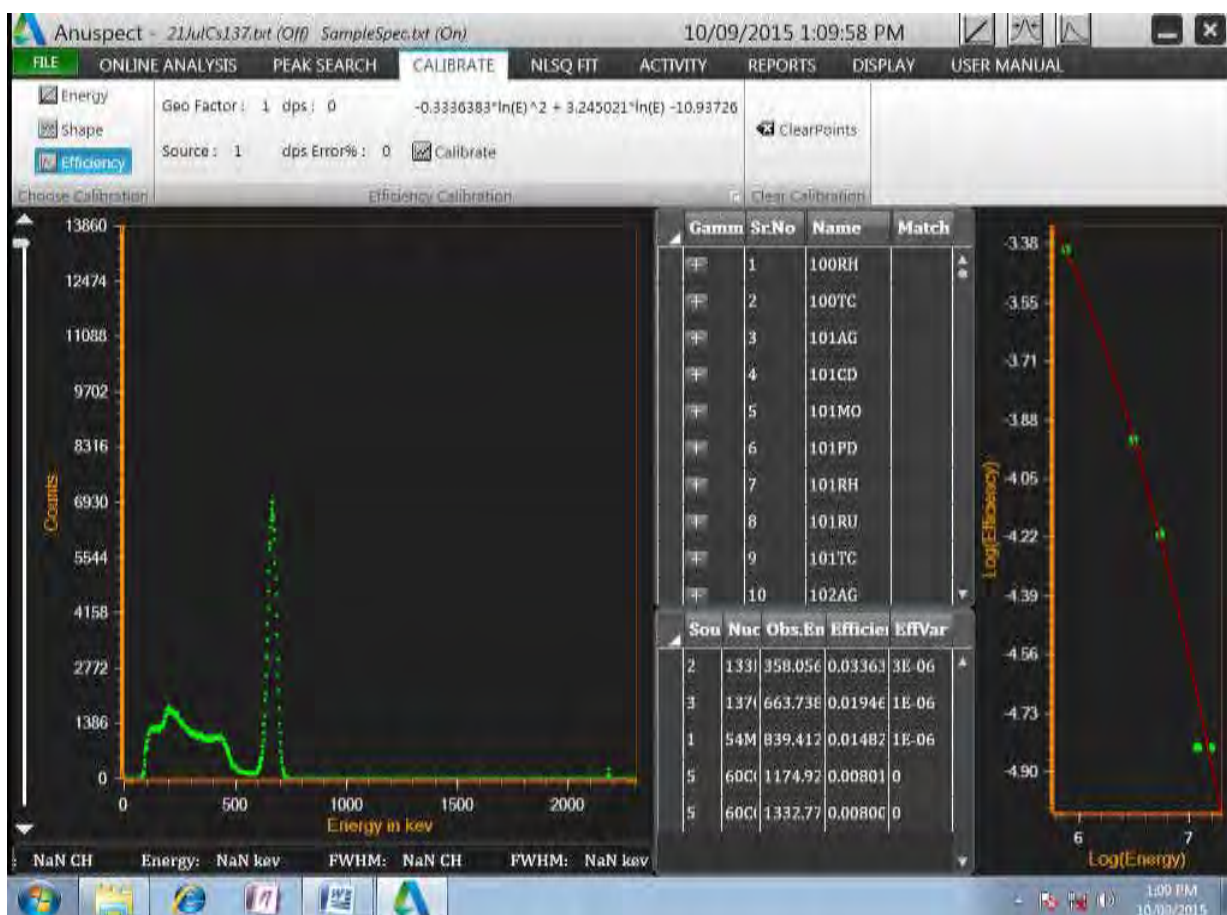 Anuspect - 21JulCs137.txt (Off) SampleSpec.txt (On) 10/09/2015 1:09:58 PM
FILE ONLINE ANALYSIS PEAK SEARCH CALIBRATE NLSQ FIT ACTIVITY REPORTS DISPLAY USER MANUAL
Energy
Shape
Efficiency
Choose Calibration
Geo Factor : 1 dps : 0 -0.3336383*ln(E)^2 + 3.245021*ln(E) -10.93726
Source : 1 dps Error% : 0 Calibrate
Efficiency Calibration
ClearPoints
Clear Calibration
13860
12474
11088
9702
8316
6930
5544
4158
2772
1386
0
Counts
0 500 1000 1500 2000
Energy in kev
Gamm Sr.No Name Match
1 100RH
2 100TC
3 101AG
4 101CD
5 101MO
6 101PD
7 101RH
8 101RU
9 101TC
10 102AG
Sou Nuc Obs.En Efficie EffVar
2 133 358.056 0.03363 3E-06
3 137 663.738 0.01946 1E-06
1 54M 839.412 0.01482 1E-06
5 60C 1174.92 0.00801 0
5 60C 1332.77 0.00800 0
-3.38
-3.55
-3.71
-3.88
-4.05
-4.22
-4.39
-4.56
-4.73
-4.90
Log(Efficiency)
6 7
Log(Energy)
: NaN CH Energy: NaN kev FWHM: NaN CH FWHM: NaN kev
1:09 PM
10/09/2015